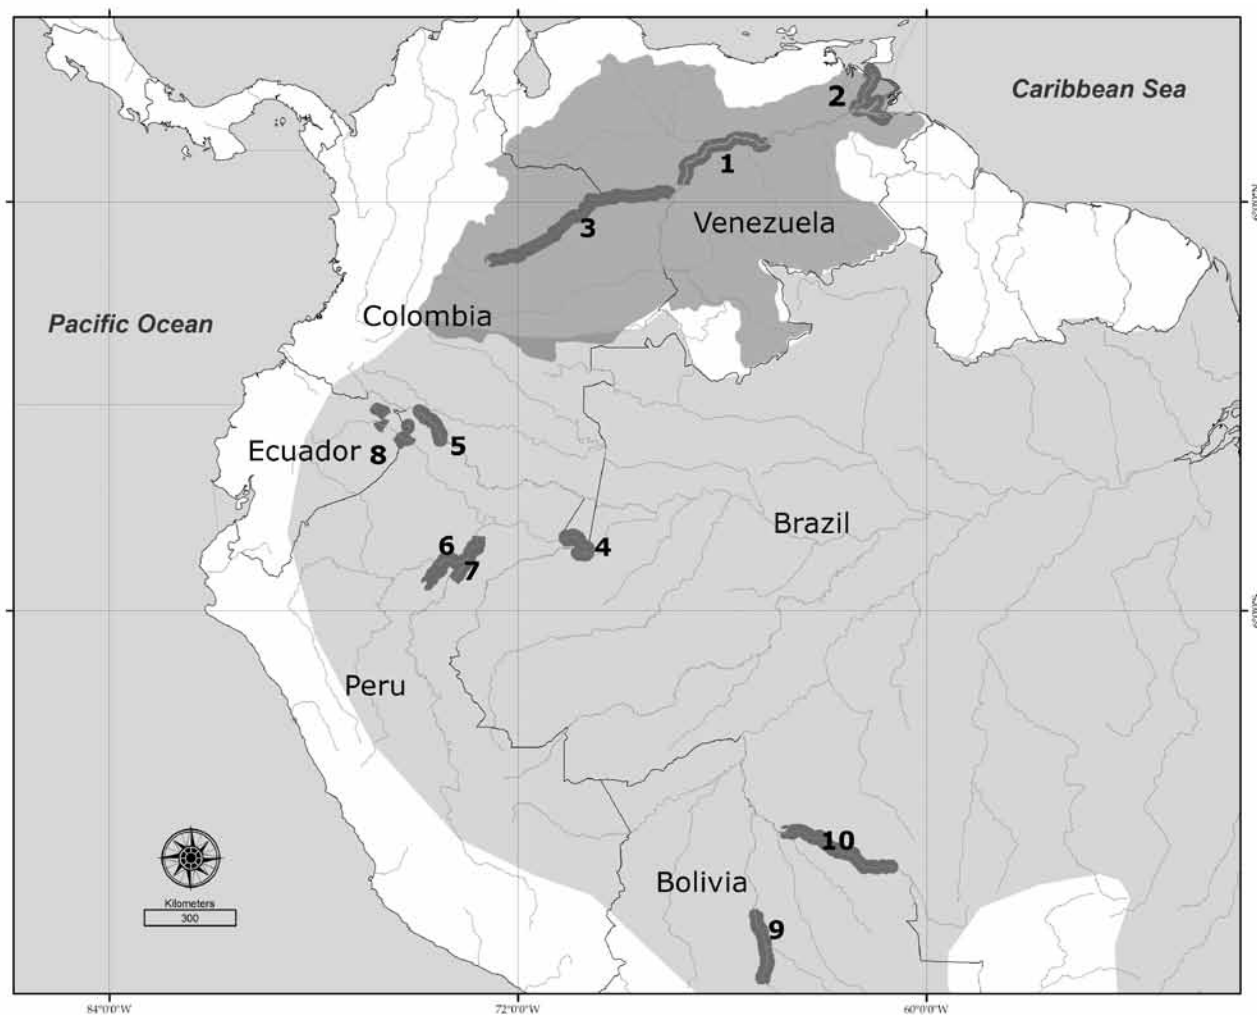 2
Caribbean Sea
1
3
Venezuela
Colombia
Pacific Ocean
Ecuador
8
5
Brazil
6
4
7
Peru
10
Bolivia
Kilometers
300
9
84°0'0"W
72°0'0"W
60°0'0"W